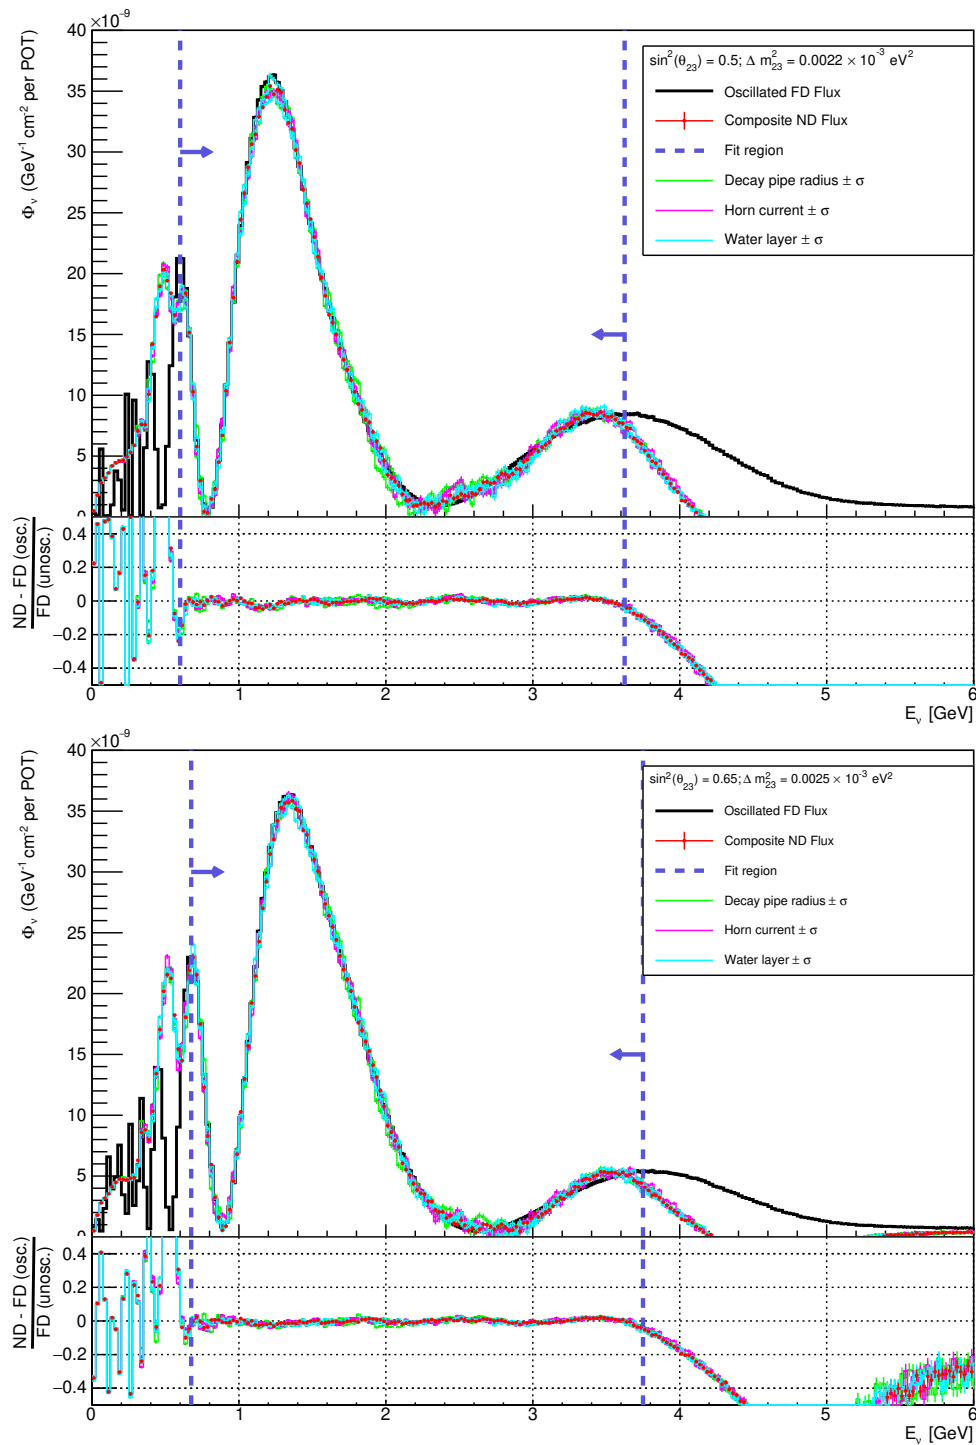 ×10⁻⁹
40
35
30
25
20
15
10
5
0
Φν (GeV⁻¹ cm⁻² per POT)
sin²(θ₂₃) = 0.5; Δ m²₂₃ = 0.0022 × 10⁻³ eV²
Oscillated FD Flux
Composite ND Flux
Fit region
Decay pipe radius ± σ
Horn current ± σ
Water layer ± σ
ND - FD (osc.)
FD (unosc.)
0.4
0.2
0
−0.2
−0.4
0 1 2 3 4 5 6
Eν [GeV]
×10⁻⁹
40
35
30
25
20
15
10
5
0
Φν (GeV⁻¹ cm⁻² per POT)
sin²(θ₂₃) = 0.65; Δ m²₂₃ = 0.0025 × 10⁻³ eV²
Oscillated FD Flux
Composite ND Flux
Fit region
Decay pipe radius ± σ
Horn current ± σ
Water layer ± σ
ND - FD (osc.)
FD (unosc.)
0.4
0.2
0
−0.2
−0.4
0 1 2 3 4 5 6
Eν [GeV]